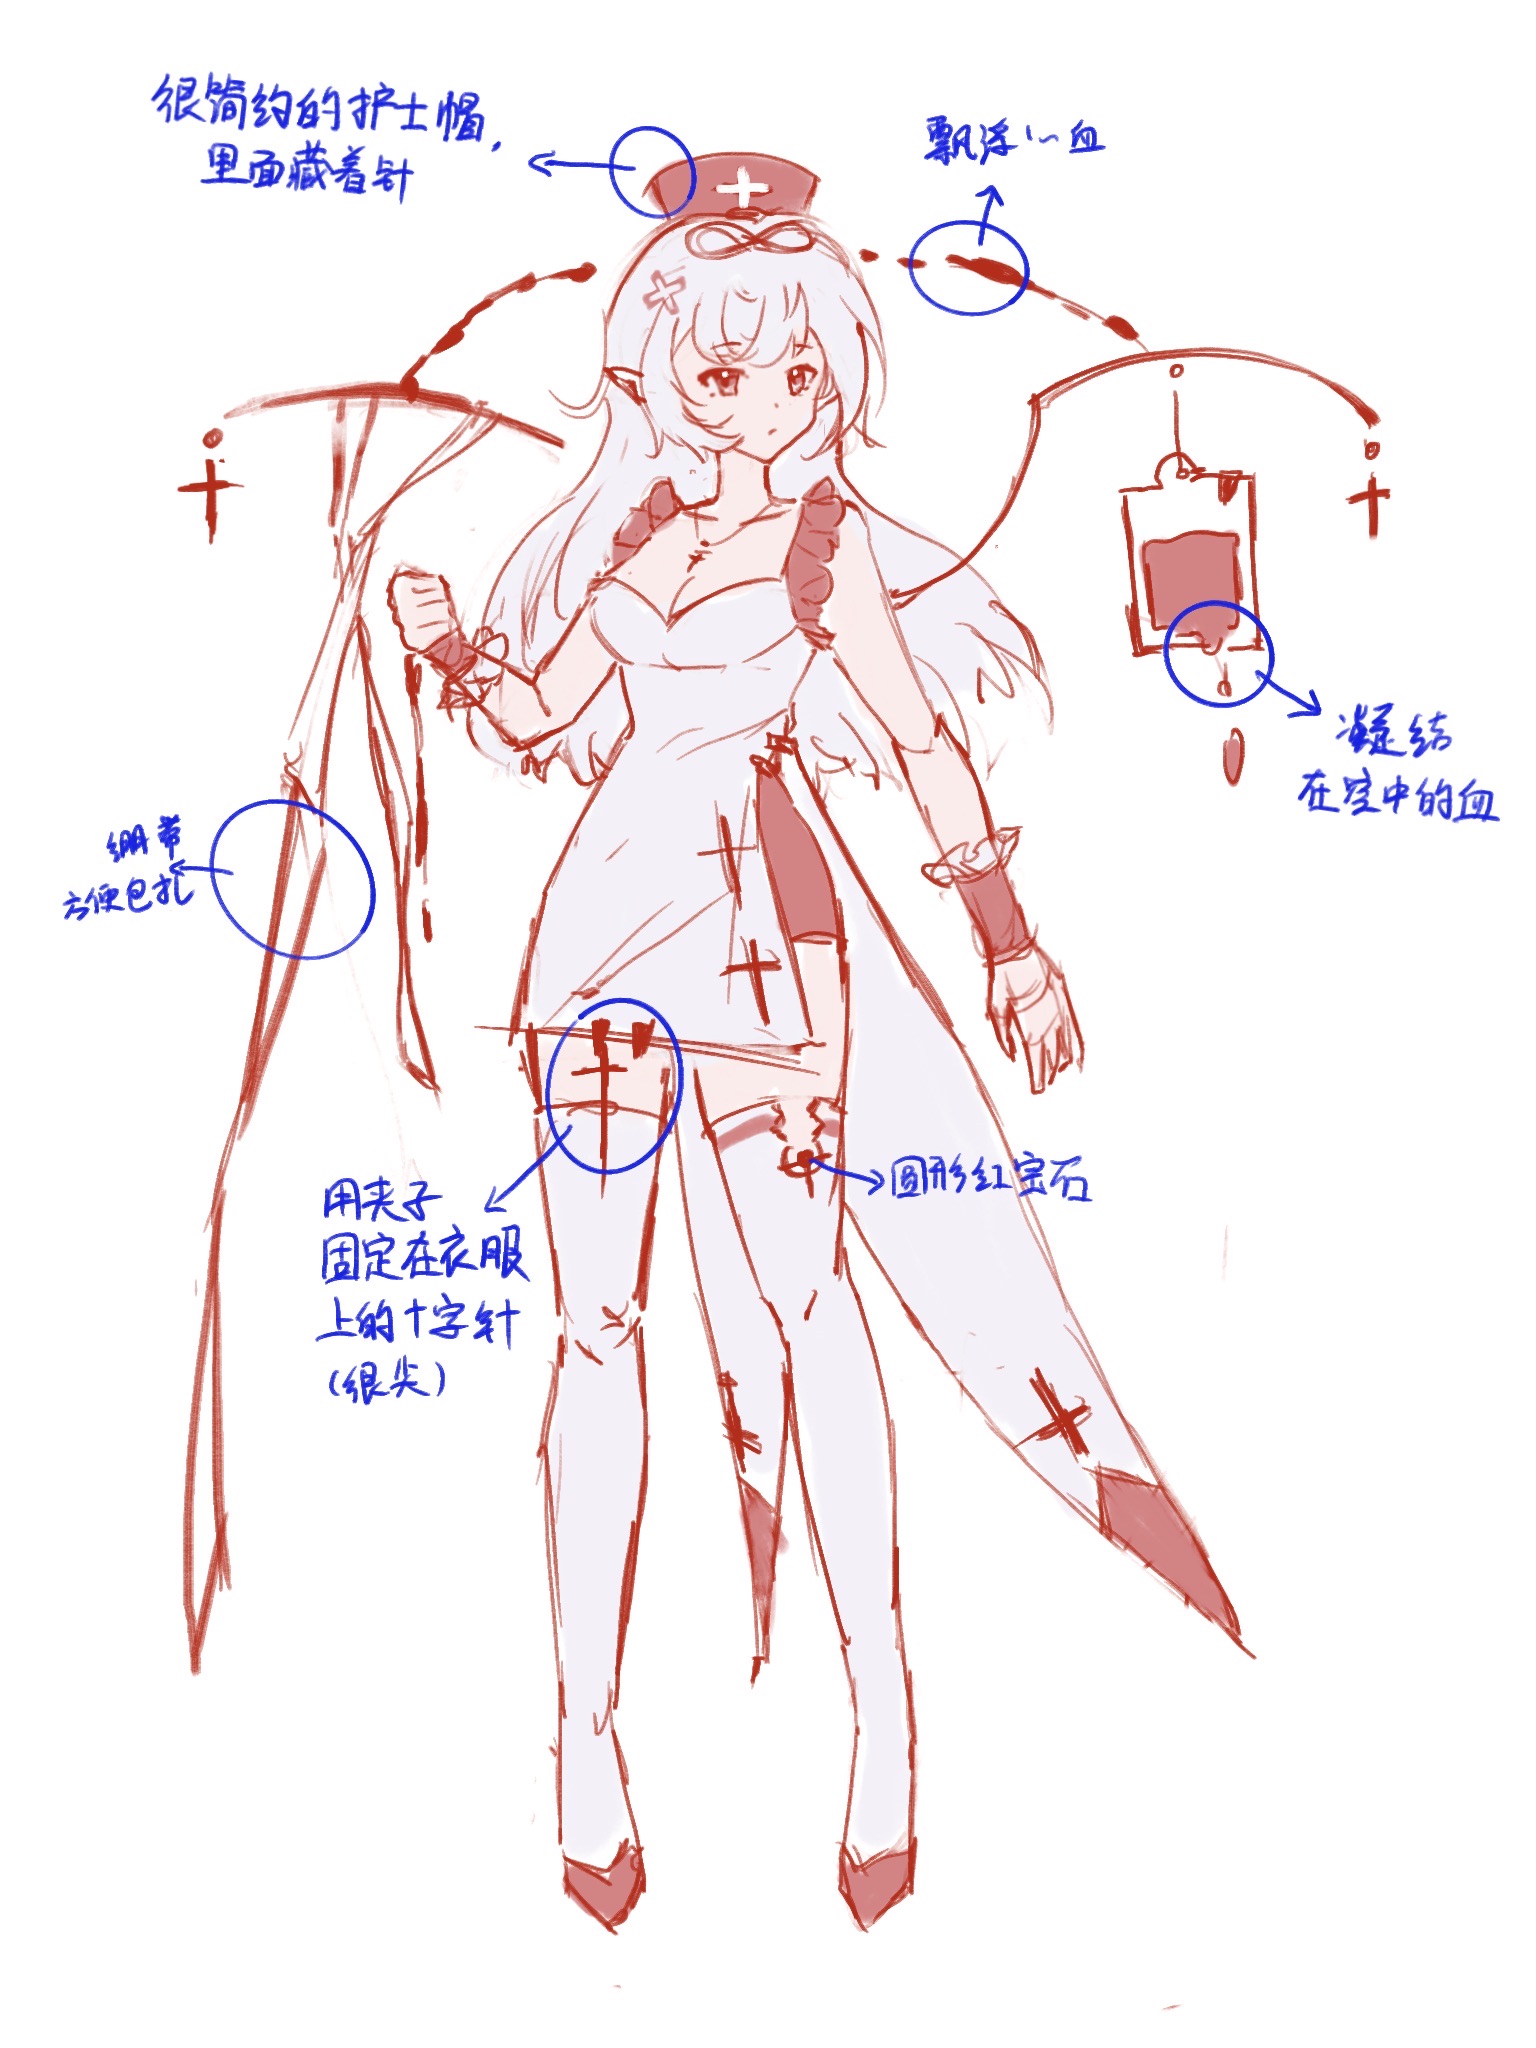 很简约的护士帽,
里面藏着针
飘浮
血
凝结
在空中的血
绷带
方便包扎
圆形红宝石
用夹子
固定在衣服
上的十字针
(很尖)